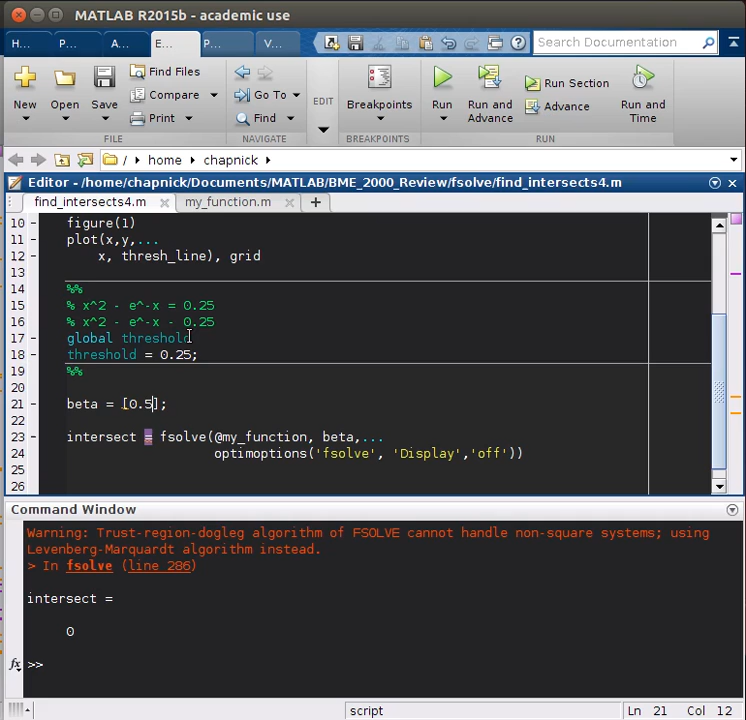 MATLAB R2015b - academic use
H... P... A... E... P... V... Search Documentation
New Open Save Find Files Compare Print Go To Find EDIT Breakpoints Run Run and Advance Run Section Advance Run and Time
FILE NAVIGATE BREAKPOINTS RUN
/ home chapnick
Editor - /home/chapnick/Documents/MATLAB/BME_2000_Review/fsolve/find_intersects4.m
find_intersects4.m my_function.m
10 figure(1)
11 plot(x,y,...
12 x, thresh_line), grid
13
14 %%
15 % x^2 - e^-x = 0.25
16 % x^2 - e^-x - 0.25
17 global threshold
18 threshold = 0.25;
19 %%
20
21 beta = [0.5];
22
23 intersect = fsolve(@my_function, beta,...
24 optimoptions('fsolve', 'Display','off'))
25
26
Command Window
Warning: Trust-region-dogleg algorithm of FSOLVE cannot handle non-square systems; using
Levenberg-Marquardt algorithm instead.
> In fsolve (line 286)
intersect =
0
fx >>
script Ln 21 Col 12